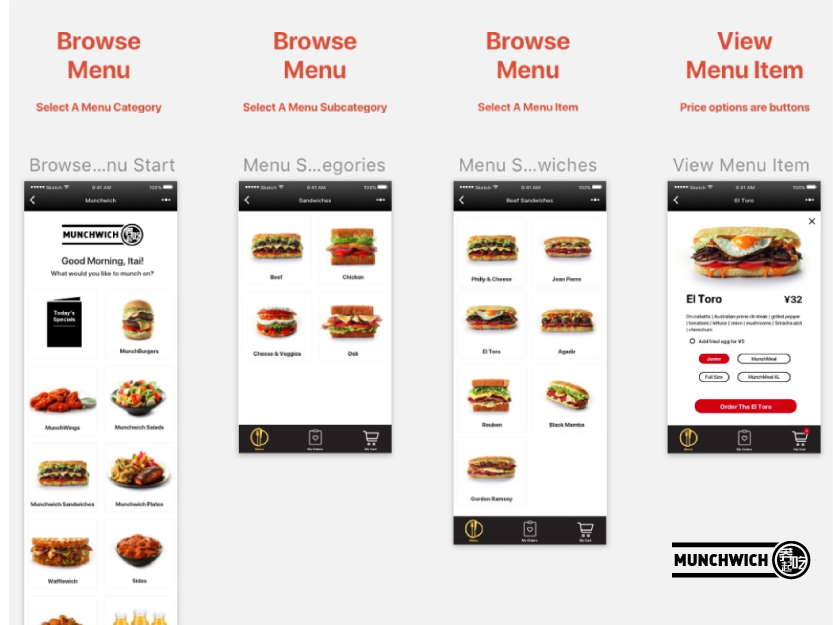 Browse
Menu
Select A Menu Category
Browse...nu Start
Sketch 9:41 AM 100%
Munchwich
MUNCHWICH
Good Morning, Itai!
What would you like to munch on?
Today's
Specials
MunchBurgers
MunchWings
Munchwich Salads
Munchwich Sandwiches
Munchwich Plates
Wafflewich
Sides
Browse
Menu
Select A Menu Subcategory
Menu S...egories
Sketch 9:41 AM 100%
Sandwiches
Beef
Chicken
Cheese & Veggies
Deli
Menu
My Orders
My Cart
Browse
Menu
Select A Menu Item
Menu S...wiches
Sketch 9:41 AM 100%
Beef Sandwiches
Philly & Cheese
Jean Pierre
El Toro
Agadir
Reuben
Black Mamba
Gordon Ramsay
Menu
My Orders
My Cart
View
Menu Item
Price options are buttons
View Menu Item
Sketch 9:41 AM 100%
El Toro
El Toro ¥32
On ciabatta | Australian prime rib steak | grilled pepper
| tomatoes | lettuce | onion | mushrooms | Sriracha aioli
| chimichurri
Add fried egg for ¥5
Junior
MunchMeal
Full Size
MunchMeal XL
Order The El Toro
Menu
My Orders
My Cart
MUNCHWICH